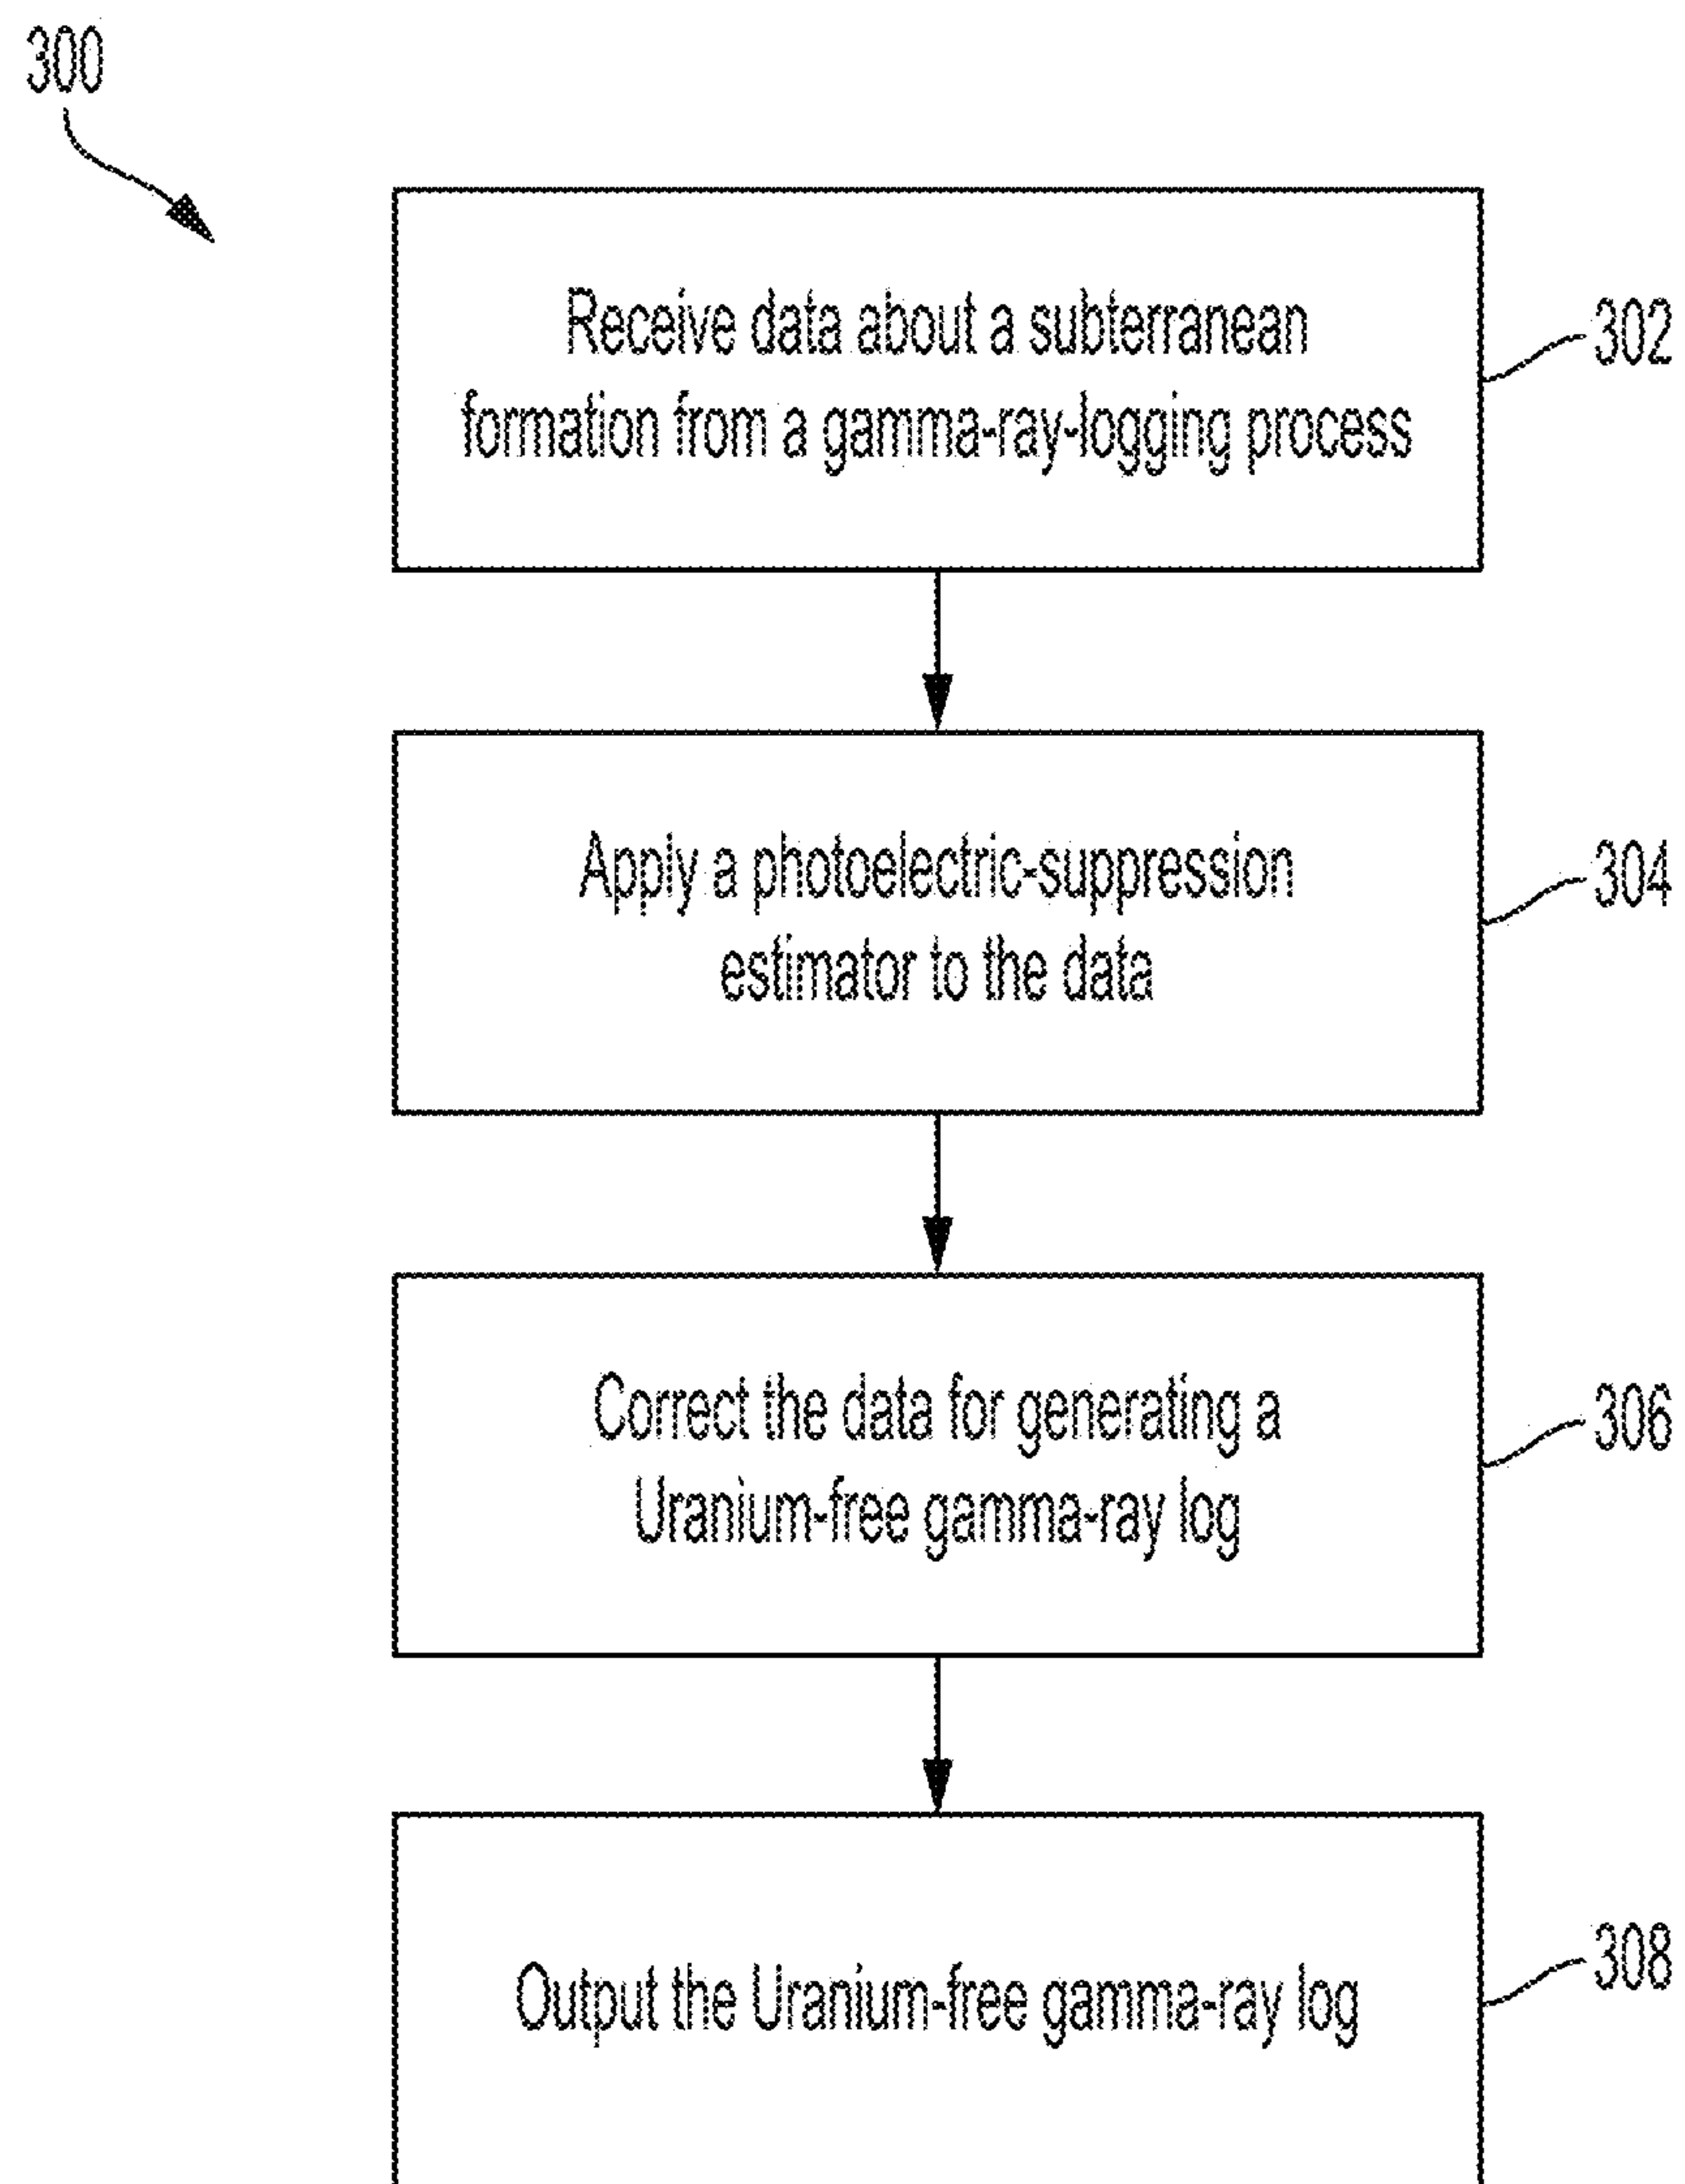 300
Receive data about a subterranean
formation from a gamma-ray-logging process
302
Apply a photoelectric-suppression
estimator to the data
304
Correct the data for generating a
Uranium-free gamma-ray log
306
Output the Uranium-free gamma-ray log
308